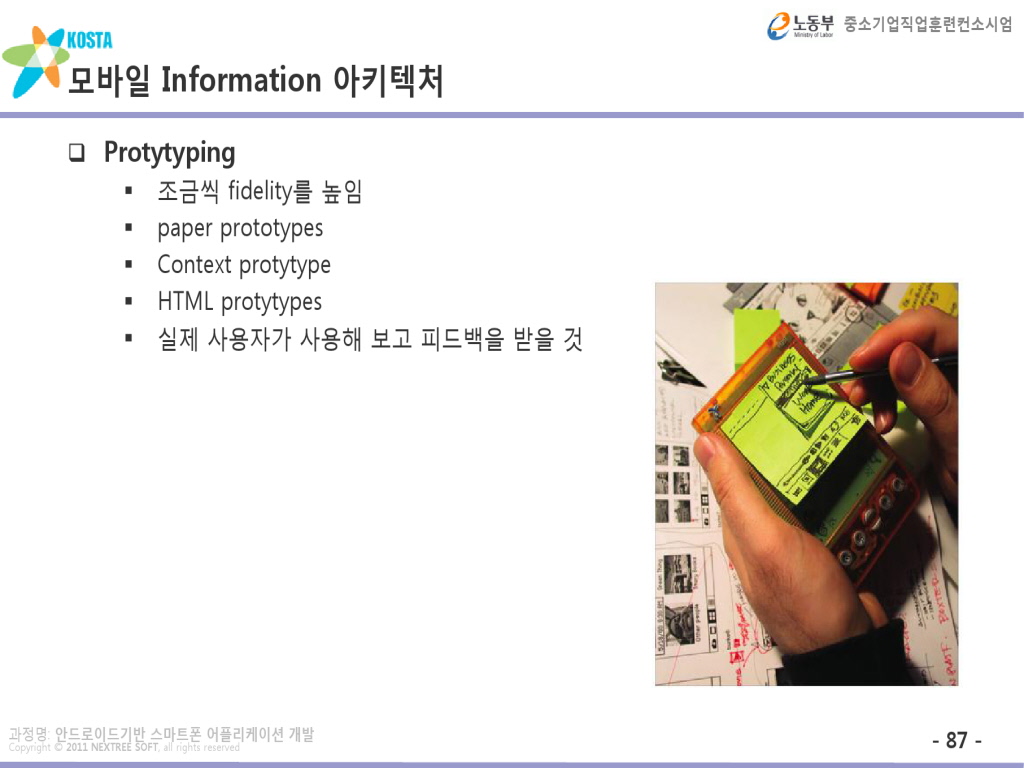 KOSTA
노동부
Ministry of Labor
중소기업직업훈련컨소시엄
모바일 Information 아키텍처
❑ Protytyping
▪ 조금씩 fidelity를 높임
▪ paper prototypes
▪ Context protytype
▪ HTML protytypes
▪ 실제 사용자가 사용해 보고 피드백을 받을 것
Other people
과정명: 안드로이드기반 스마트폰 어플리케이션 개발
Copyright © 2011 NEXTREE SOFT, all rights reserved
- 87 -